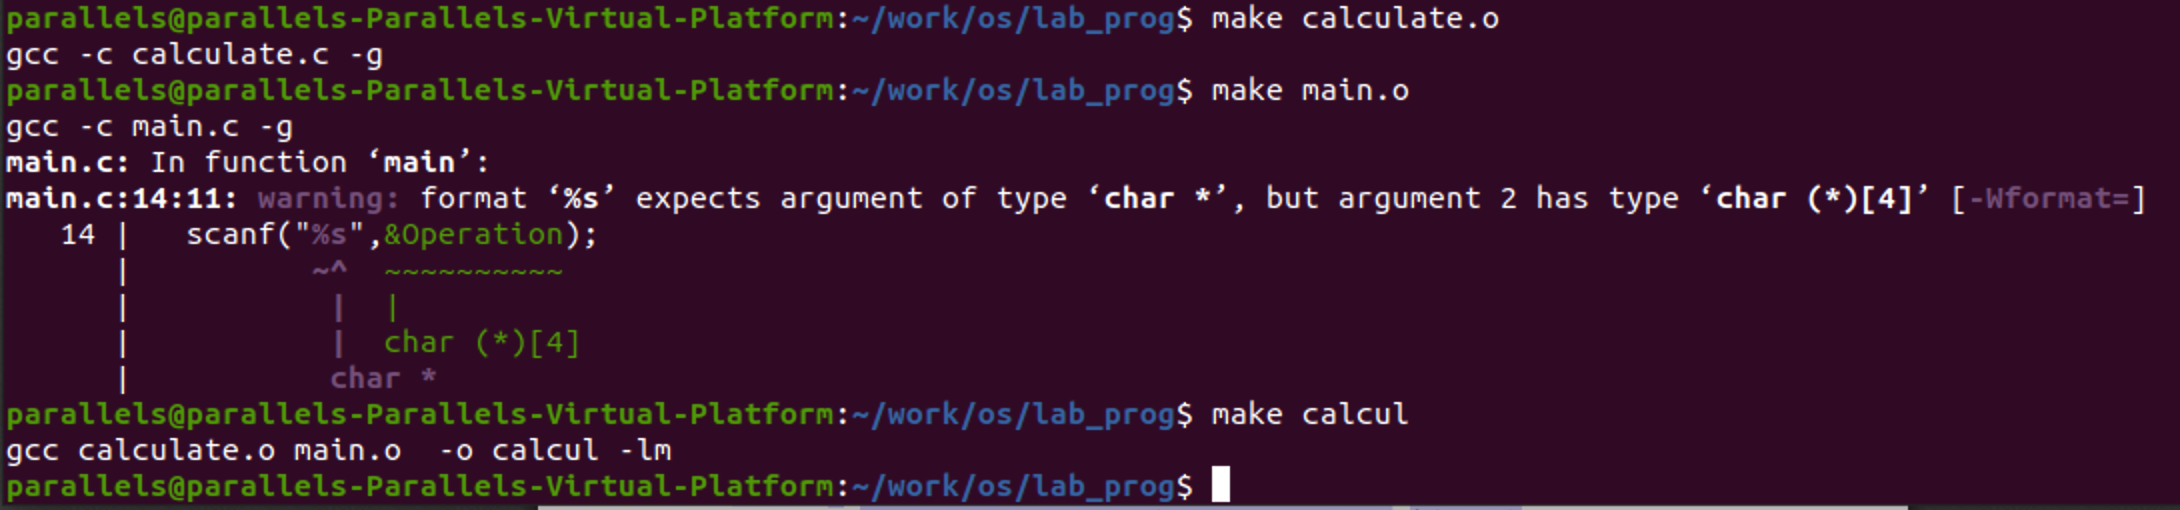 parallels@parallels-Parallels-Virtual-Platform:~/work/os/lab_prog$ make calculate.o
gcc -c calculate.c -g
parallels@parallels-Parallels-Virtual-Platform:~/work/os/lab_prog$ make main.o
gcc -c main.c -g
main.c: In function ‘main’:
main.c:14:11: warning: format ‘%s’ expects argument of type ‘char *’, but argument 2 has type ‘char (*)[4]’ [-Wformat=]
   14 |   scanf("%s",&Operation);
      |          ~^  ~~~~~~~~~~
      |           |  |
      |           |  char (*)[4]
      |           char *
parallels@parallels-Parallels-Virtual-Platform:~/work/os/lab_prog$ make calcul
gcc calculate.o main.o  -o calcul -lm
parallels@parallels-Parallels-Virtual-Platform:~/work/os/lab_prog$